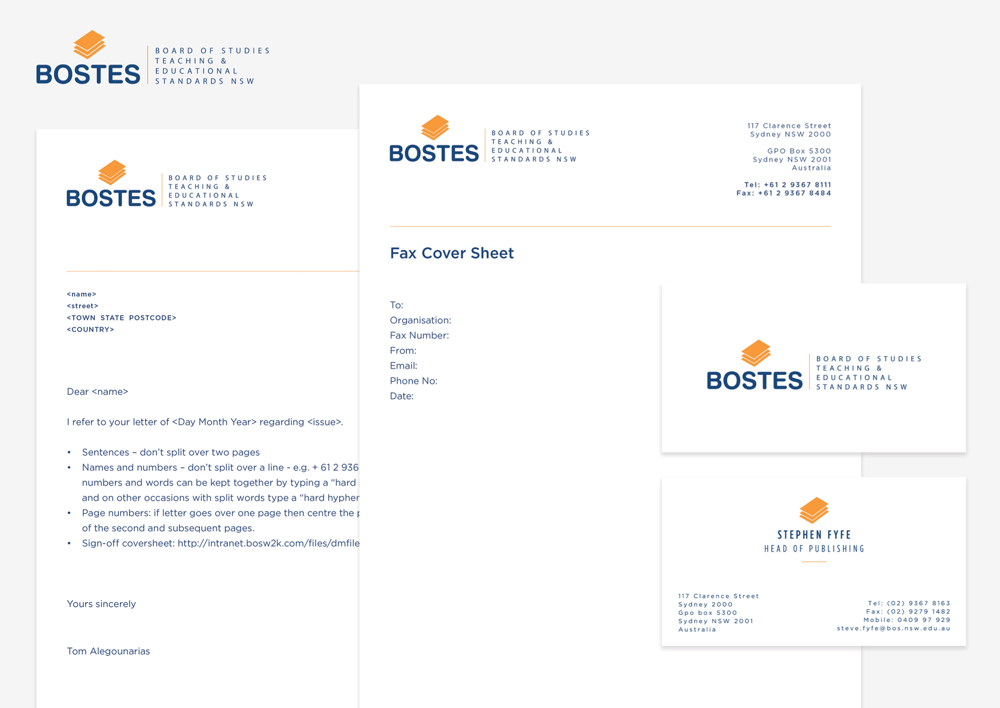 BOSTES
BOARD OF STUDIES
TEACHING &
EDUCATIONAL
STANDARDS NSW
BOSTES
BOARD OF STUDIES
TEACHING &
EDUCATIONAL
STANDARDS NSW
<name>
<street>
<TOWN STATE POSTCODE>
<COUNTRY>
Dear <name>
I refer to your letter of <Day Month Year> regarding <issue>.
• Sentences – don't split over two pages
• Names and numbers – don't split over a line - e.g. + 61 2 936
numbers and words can be kept together by typing a "hard
and on other occasions with split words type a "hard hypher
• Page numbers: if letter goes over one page then centre the p
of the second and subsequent pages.
• Sign-off coversheet: http://intranet.bosw2k.com/files/dmfile
Yours sincerely
Tom Alegounarias
BOSTES
BOARD OF STUDIES
TEACHING &
EDUCATIONAL
STANDARDS NSW
117 Clarence Street
Sydney NSW 2000
GPO Box 5300
Sydney NSW 2001
Australia
Tel: +61 2 9367 8111
Fax: +61 2 9367 8484
Fax Cover Sheet
To:
Organisation:
Fax Number:
From:
Email:
Phone No:
Date:
BOSTES
BOARD OF STUDIES
TEACHING &
EDUCATIONAL
STANDARDS NSW
STEPHEN FYFE
HEAD OF PUBLISHING
117 Clarence Street
Sydney 2000
Gpo box 5300
Sydney NSW 2001
Australia
Tel: (02) 9367 8163
Fax: (02) 9279 1482
Mobile: 0409 97 929
steve.fyfe@bos.nsw.edu.au